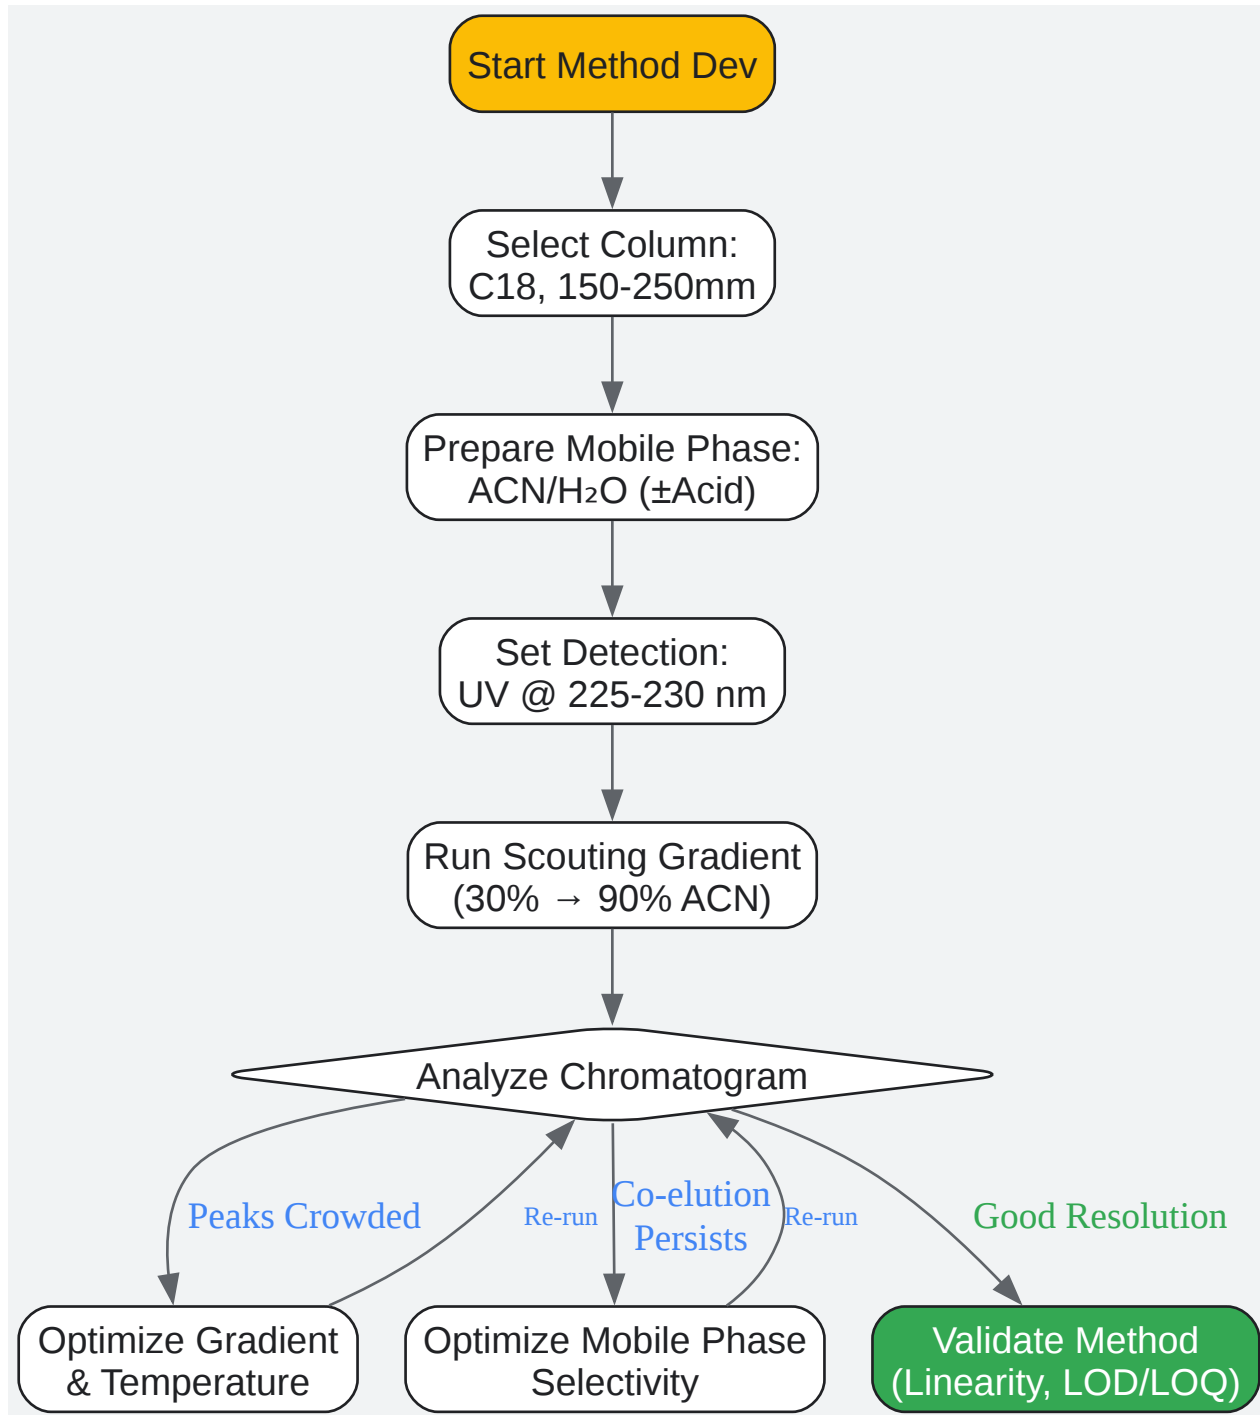 Start Method Dev
Select Column:
C18, 150-250mm
Prepare Mobile Phase:
ACN/H₂O (±Acid)
Set Detection:
UV @ 225-230 nm
Run Scouting Gradient
(30% → 90% ACN)
Analyze Chromatogram
Peaks Crowded
Re-run
Co-elution
Persists
Re-run
Good Resolution
Optimize Gradient
& Temperature
Optimize Mobile Phase
Selectivity
Validate Method
(Linearity, LOD/LOQ)